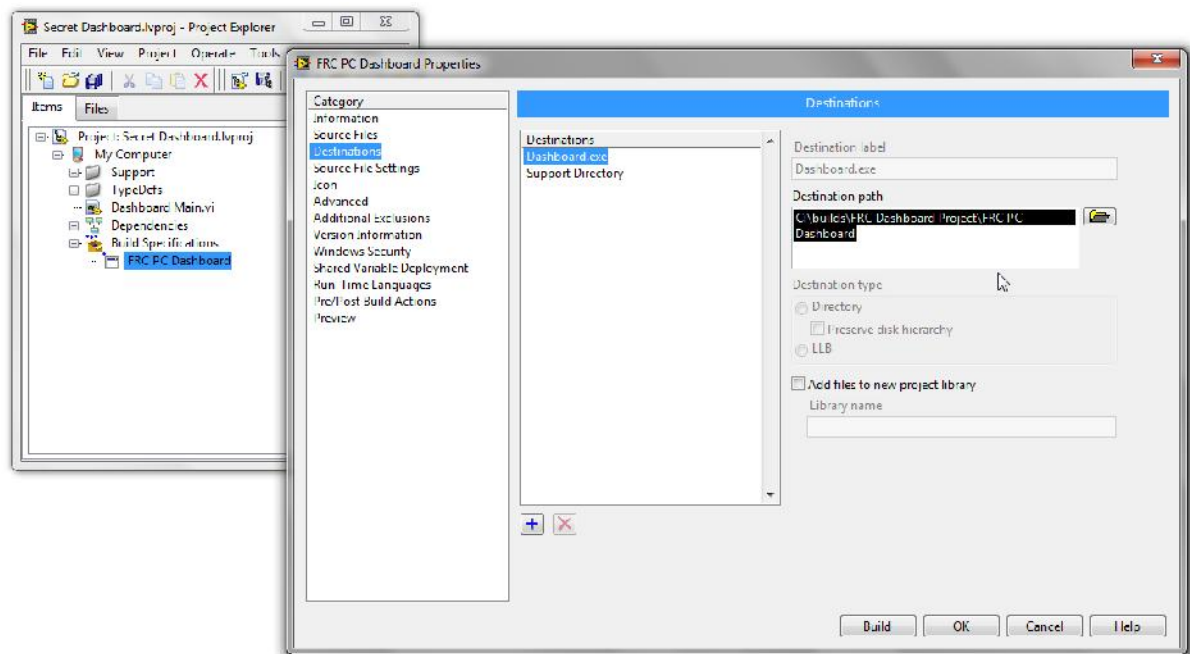 Secret Dashboard.lvproj - Project Explorer
File Edit View Project Operate Tools
Items Files
Project: Secret Dashboard.lvproj
My Computer
Support
TypeDefs
Dashboard Main.vi
Dependencies
Build Specifications
FRC PC Dashboard
FRC PC Dashboard Properties
Category
Information
Source Files
Destinations
Source File Settings
Icon
Advanced
Additional Exclusions
Version Information
Windows Security
Shared Variable Deployment
Run-Time Languages
Pre/Post Build Actions
Preview
Destinations
Destinations
Dashboard.exe
Support Directory
Destination label
Dashboard.exe
Destination path
C:\builds\FRC Dashboard Project\FRC PC
Dashboard
Destination type
Directory
Preserve disk hierarchy
LLB
Add files to new project library
Library name
Build OK Cancel Help